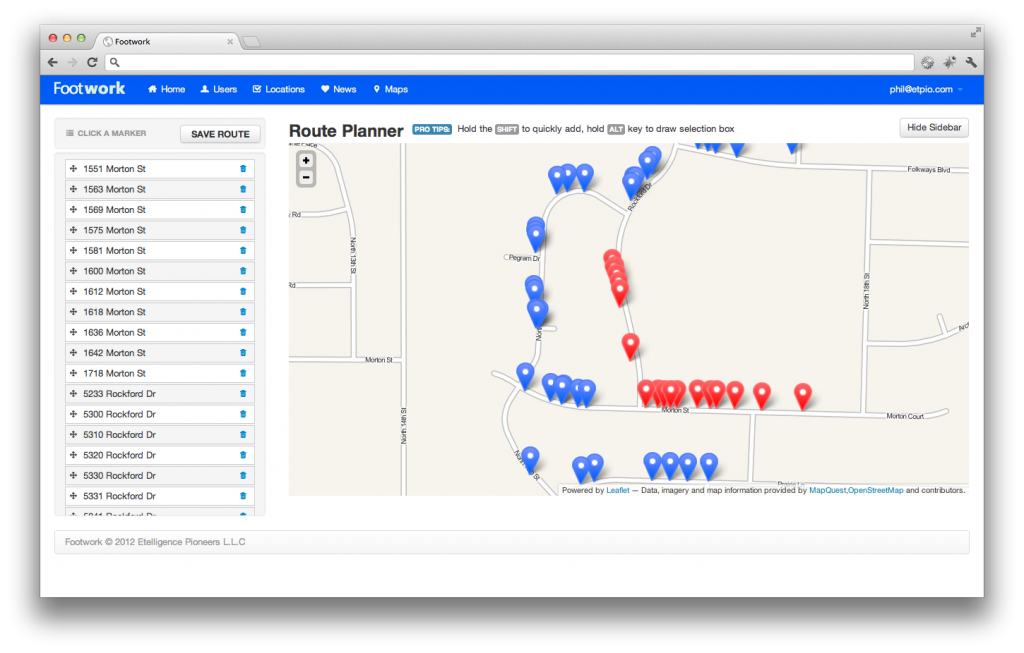 Footwork
Footwork
Home
Users
Locations
News
Maps
phil@etpio.com
CLICK A MARKER
SAVE ROUTE
Route Planner
PRO TIPS: Hold the SHIFT to quickly add, hold ALT key to draw selection box
Hide Sidebar
1551 Morton St
1563 Morton St
1569 Morton St
1575 Morton St
1581 Morton St
1600 Morton St
1612 Morton St
1618 Morton St
1636 Morton St
1642 Morton St
1718 Morton St
5233 Rockford Dr
5300 Rockford Dr
5310 Rockford Dr
5320 Rockford Dr
5330 Rockford Dr
5331 Rockford Dr
+
−
Place
Folkways Blvd
Rockford Dr
Rd
North 15th St
Pegram Dr
Rd
North 18th St
Morton St
Morton St
Morton Court
North 14th St
Powered by Leaflet — Data, imagery and map information provided by MapQuest,OpenStreetMap and contributors.
Footwork © 2012 Etelligence Pioneers L.L.C